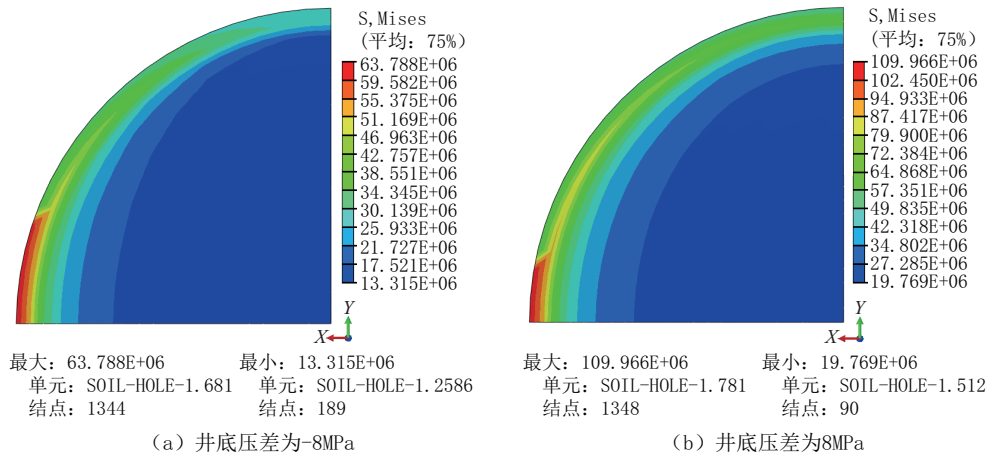 S,Mises
(平均: 75%)
63.788E+06
59.582E+06
55.375E+06
51.169E+06
46.963E+06
42.757E+06
38.551E+06
34.345E+06
30.139E+06
25.933E+06
21.727E+06
17.521E+06
13.315E+06
Y
X
最大: 63.788E+06 最小: 13.315E+06
单元: SOIL-HOLE-1.681 单元: SOIL-HOLE-1.2586
结点: 1344 结点: 189
(a) 井底压差为-8MPa
S,Mises
(平均: 75%)
109.966E+06
102.450E+06
94.933E+06
87.417E+06
79.900E+06
72.384E+06
64.868E+06
57.351E+06
49.835E+06
42.318E+06
34.802E+06
27.285E+06
19.769E+06
Y
X
最大: 109.966E+06 最小: 19.769E+06
单元: SOIL-HOLE-1.781 单元: SOIL-HOLE-1.512
结点: 1348 结点: 90
(b) 井底压差为8MPa